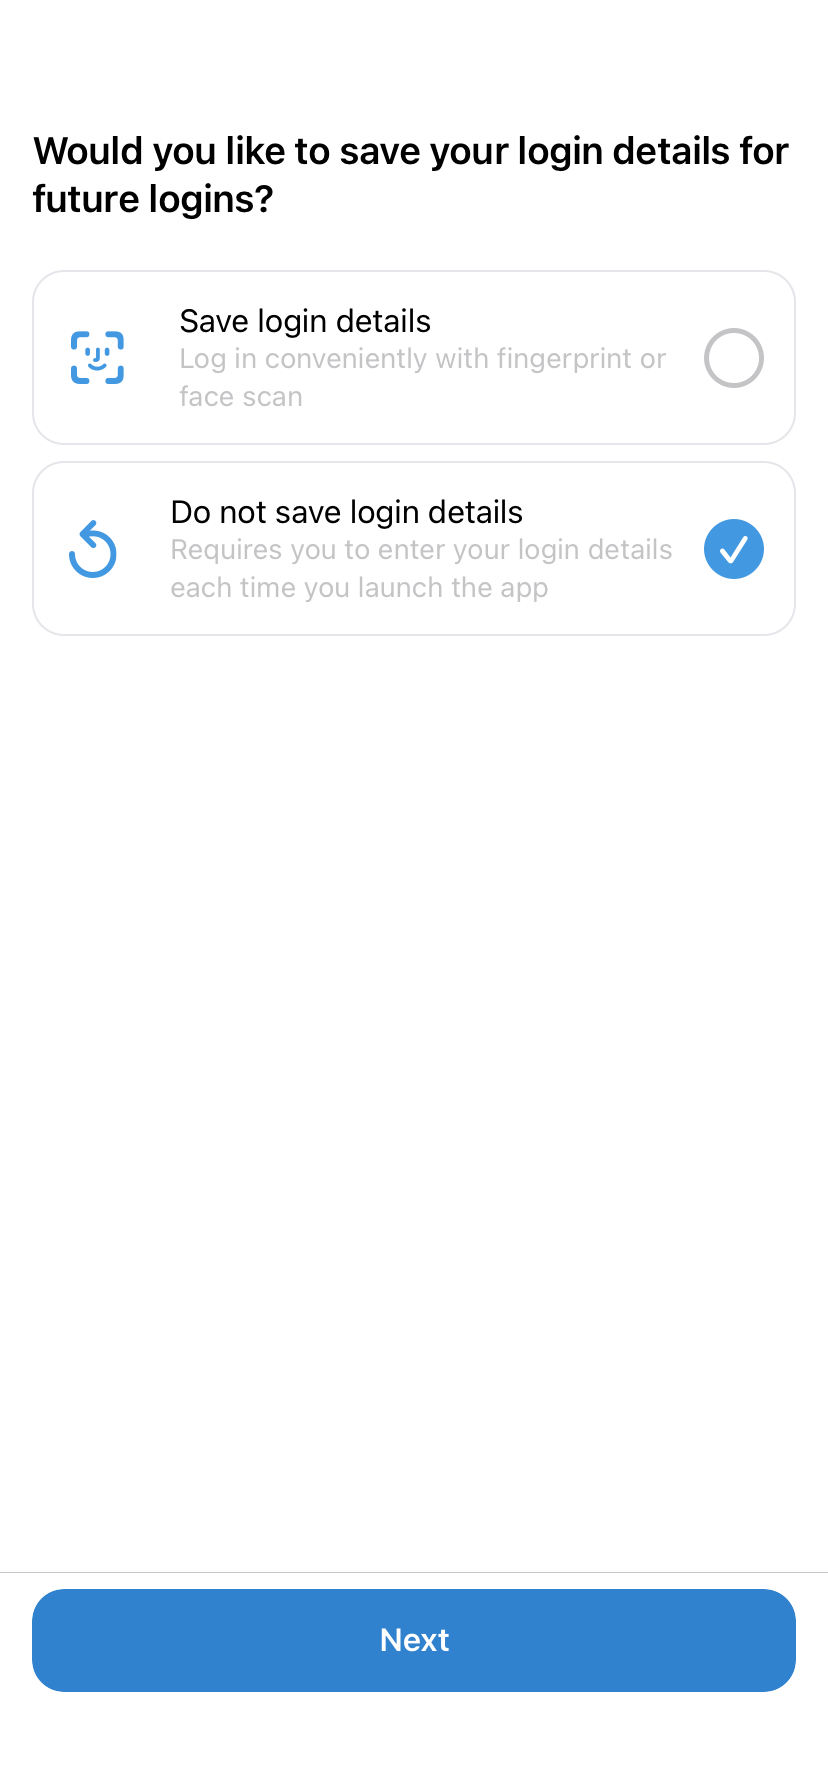 Would you like to save your login details for
future logins?
Save login details
Log in conveniently with fingerprint or
face scan
Do not save login details
Requires you to enter your login details
each time you launch the app
Next